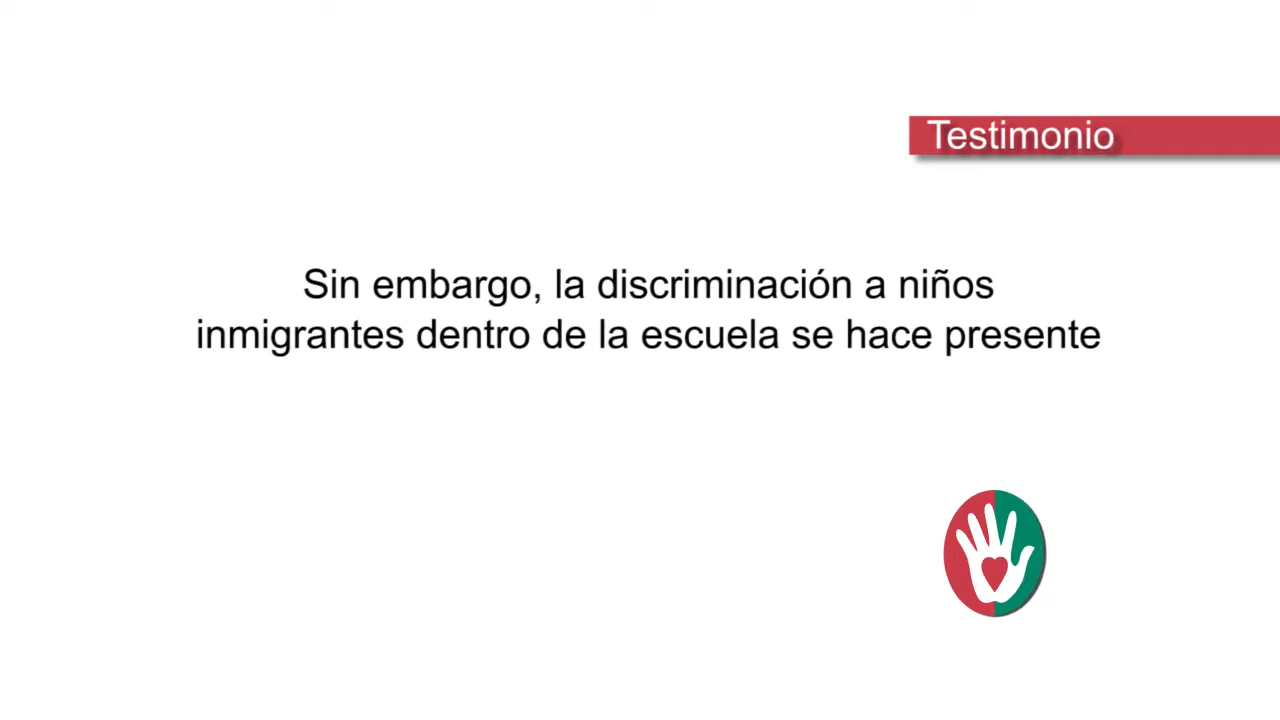 Testimonio
Sin embargo, la discriminación a niños
inmigrantes dentro de la escuela se hace presente